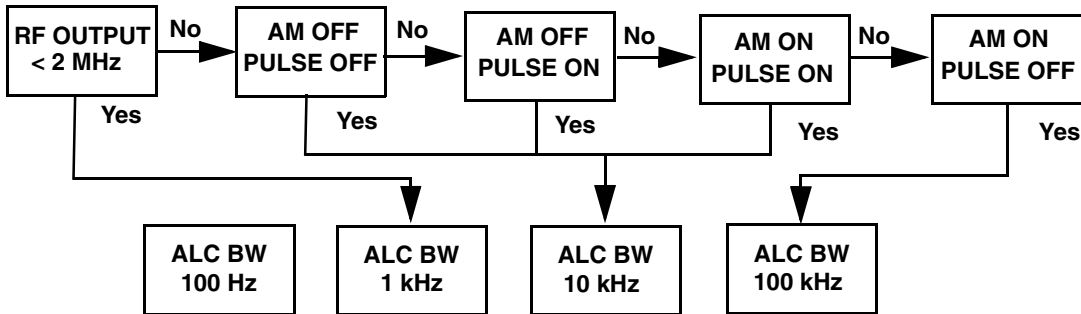 RF OUTPUT
< 2 MHz
No
AM OFF
PULSE OFF
No
AM OFF
PULSE ON
No
AM ON
PULSE ON
No
AM ON
PULSE OFF
Yes
Yes
Yes
Yes
Yes
ALC BW
100 Hz
ALC BW
1 kHz
ALC BW
10 kHz
ALC BW
100 kHz